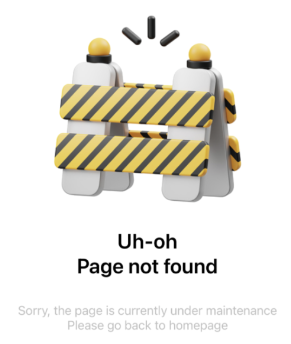 Uh-oh
Page not found
Sorry, the page is currently under maintenance
Please go back to homepage